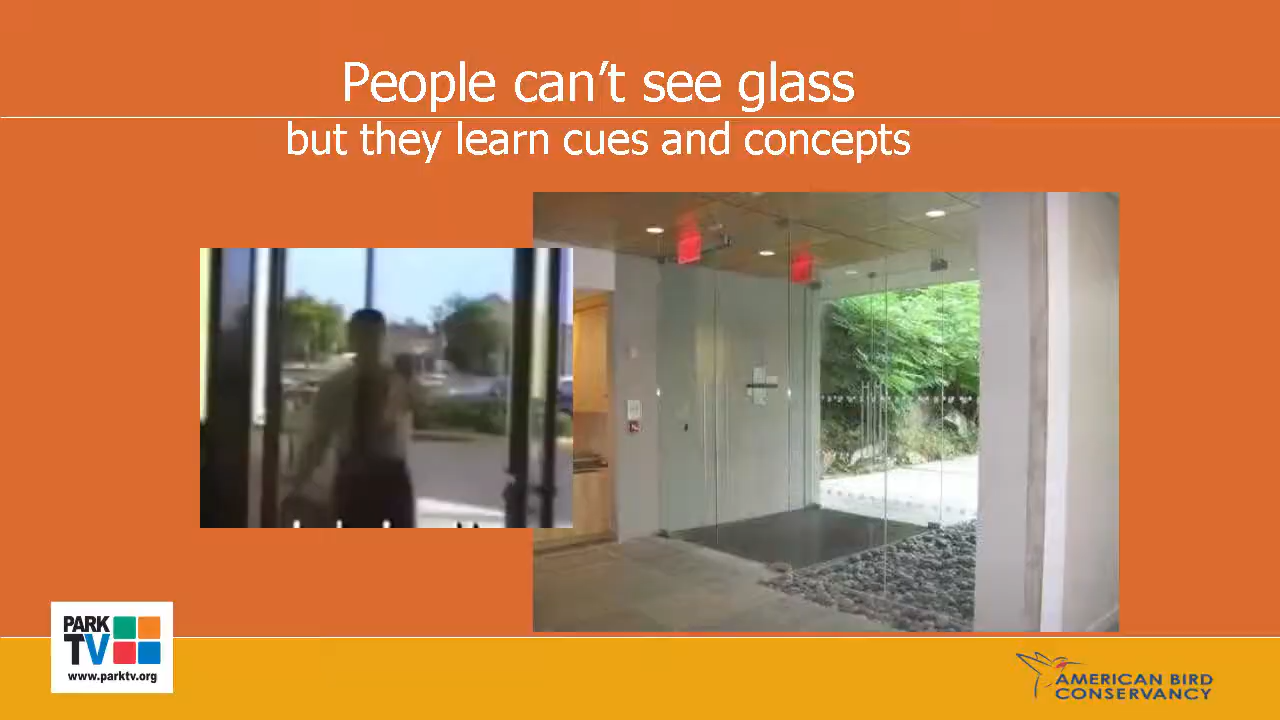 People can't see glass
but they learn cues and concepts
PARK
TV
www.parktv.org
AMERICAN BIRD
CONSERVANCY